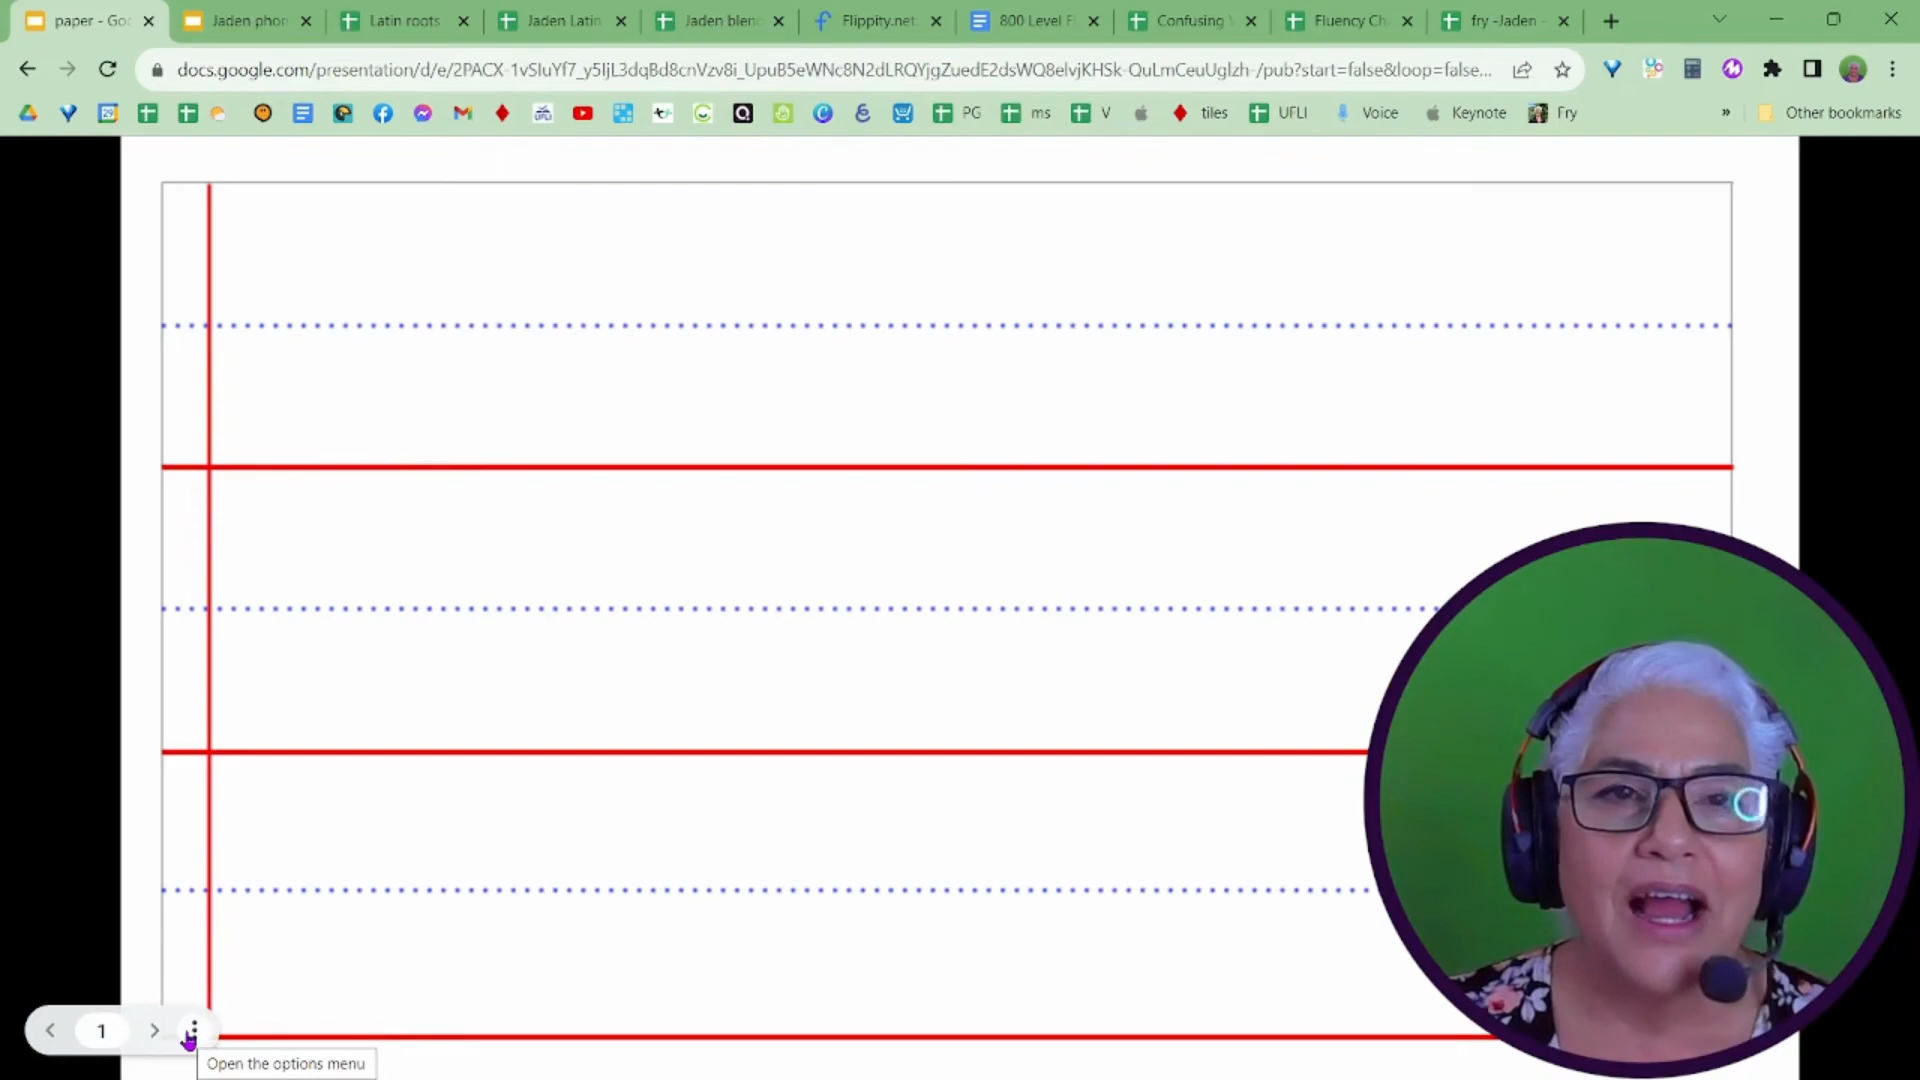 paper - Goo
Jaden phon
Latin roots
Jaden Latin
Jaden blend
Flippity.net:
800 Level F
Confusing
Fluency Ch
fry -Jaden -
docs.google.com/presentation/d/e/2PACX-1vSIuYf7_y5IjL3dqBd8cnVzv8i_UpuB5eWNc8N2dLRQYjgZuedE2dsWQ8elvjKHSk-QuLmCeuUglzh-/pub?start=false&loop=false...
PG
ms
V
tiles
UFLI
Voice
Keynote
Fry
» Other bookmarks
1
Open the options menu